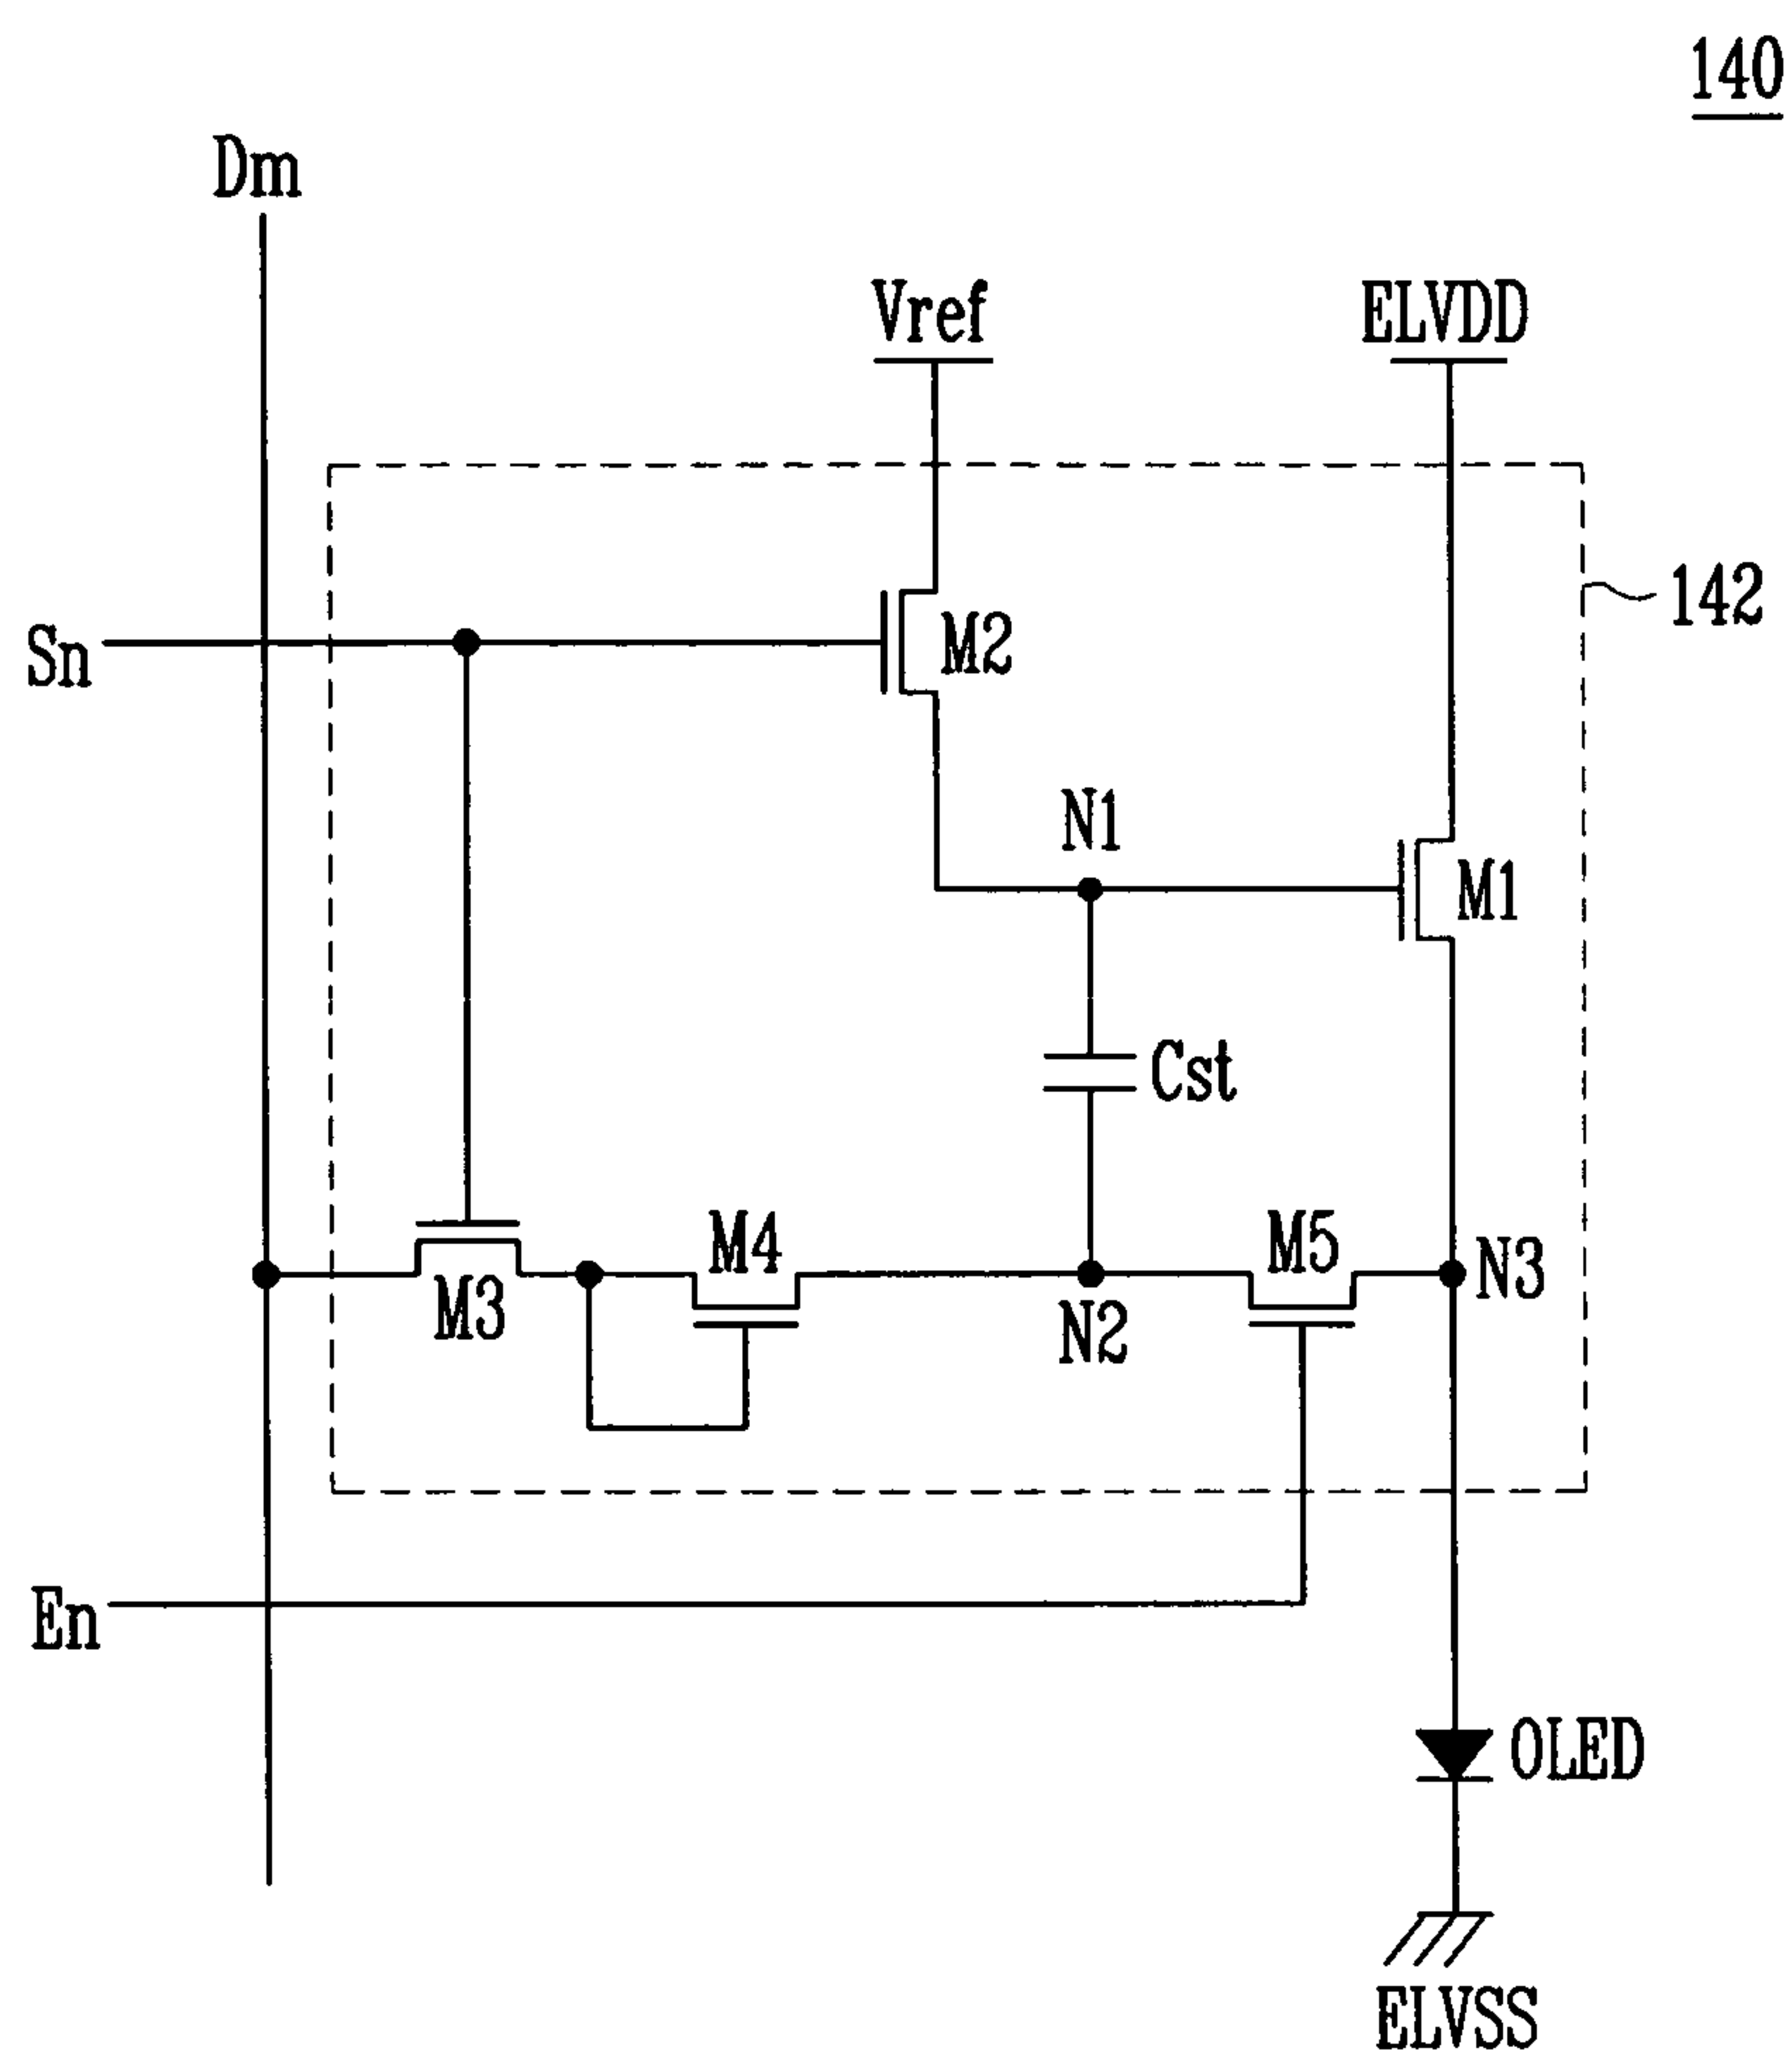 140
Dm
Vref
ELVDD
142
Sn
M2
N1
M1
Cst
M4
M5
N3
M3
N2
En
OLED
ELVSS